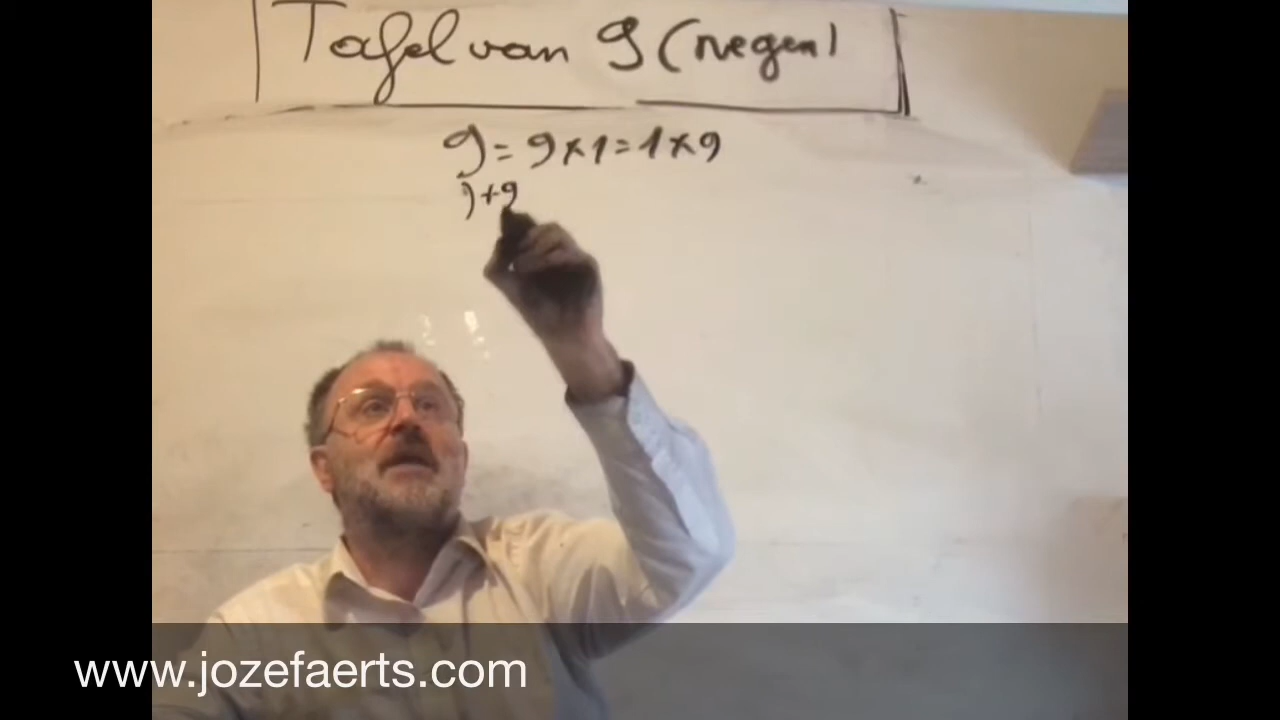 Tafel van 9 (negen)
9 = 9 x 1 = 1 x 9
9+9
www.jozefaerts.com